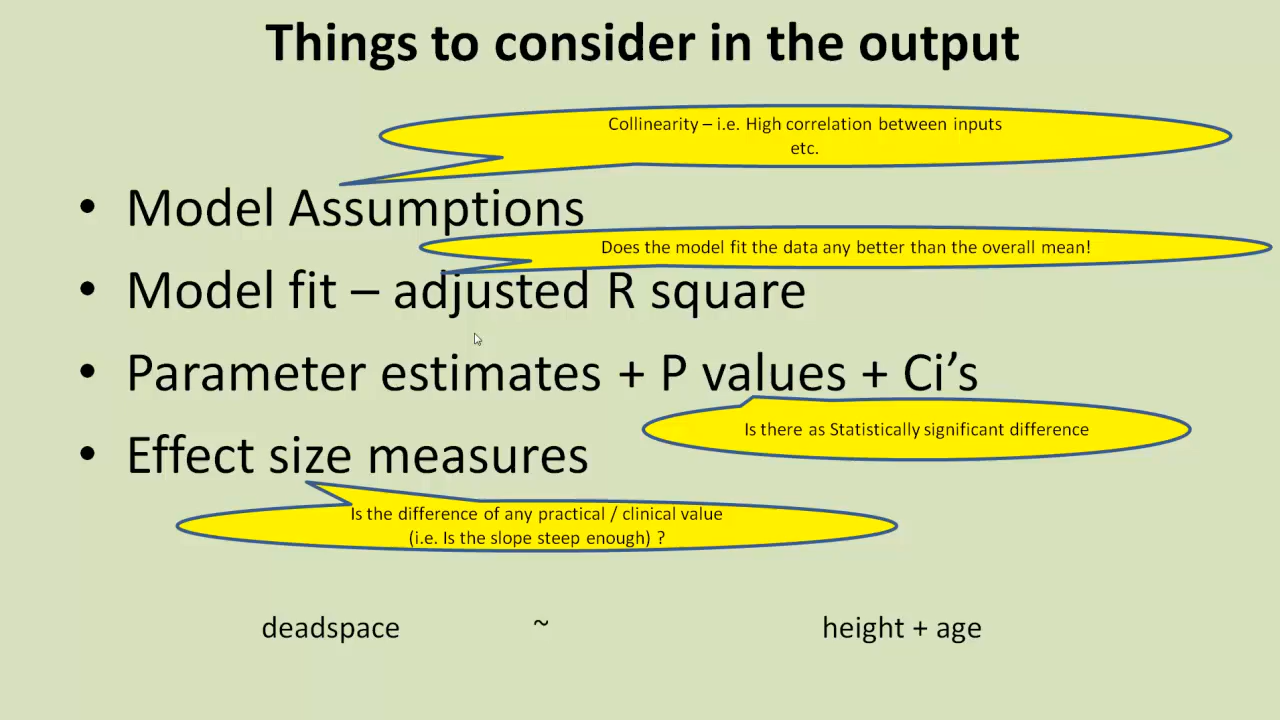 Things to consider in the output
Collinearity – i.e. High correlation between inputs
etc.
• Model Assumptions
Does the model fit the data any better than the overall mean!
• Model fit – adjusted R square
• Parameter estimates + P values + Ci’s
Is there as Statistically significant difference
• Effect size measures
Is the difference of any practical / clinical value
(i.e. Is the slope steep enough) ?
deadspace ~ height + age